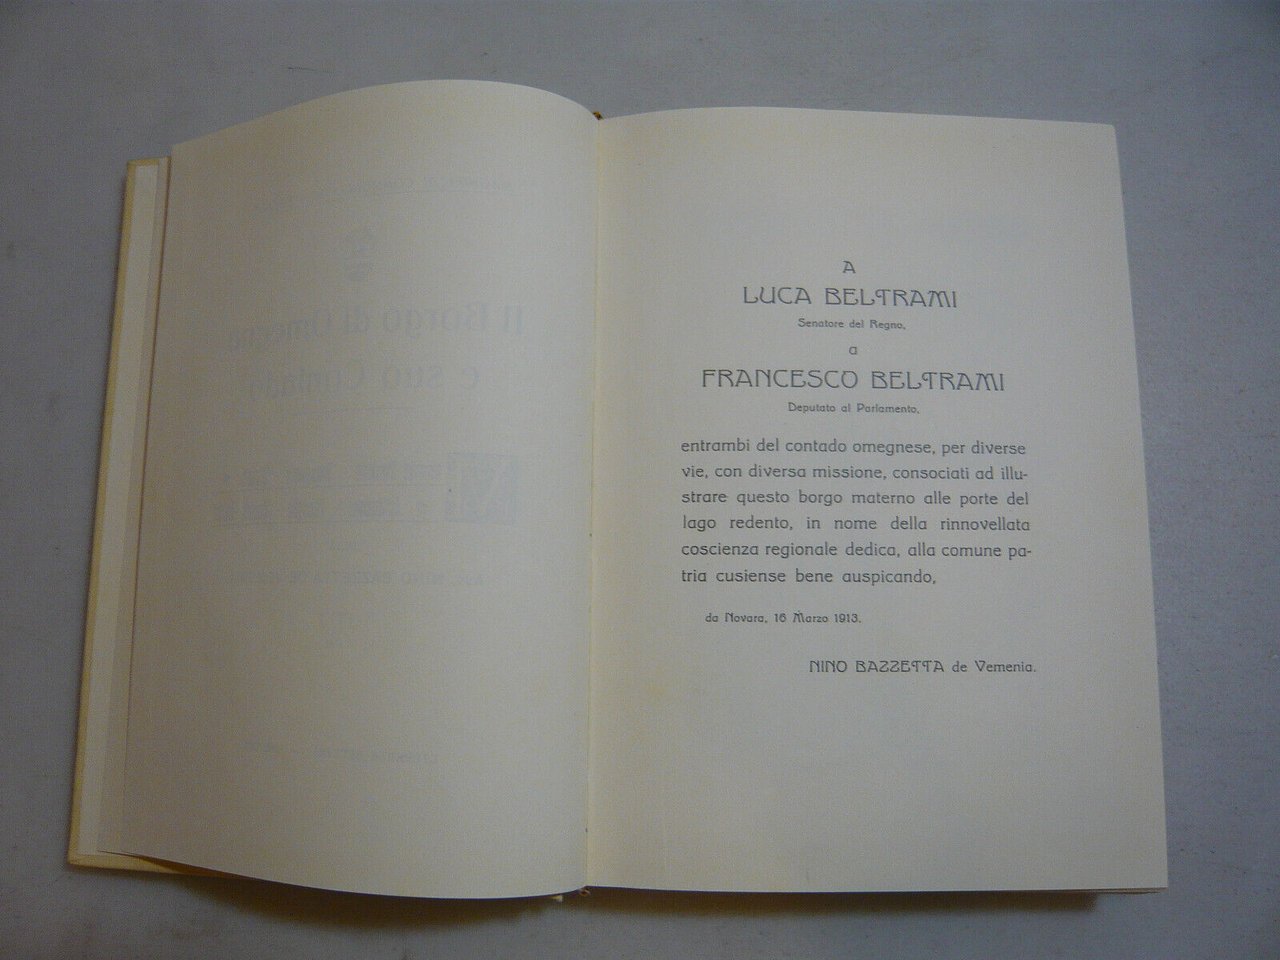 A
LUCA BELTRAMI
Senatore del Regno,
a
FRANCESCO BELTRAMI
Deputato al Parlamento,
entrambi del contado omegnese, per diverse
vie, con diversa missione, consociati ad illu-
strare questo borgo materno alle porte del
lago redento, in nome della rinnovellata
coscienza regionale dedica, alla comune pa-
tria cusiense bene auspicando,
da Novara, 16 Marzo 1913.
NINO BAZZETTA de Vemenia.